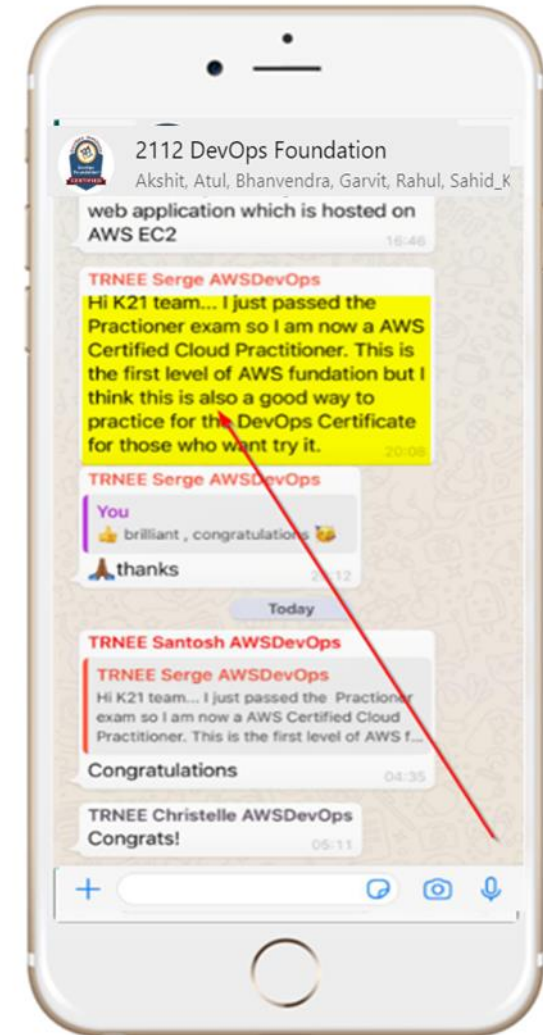 2112 DevOps Foundation
Akshit, Atul, Bhanvendra, Garvit, Rahul, Sahid_K
web application which is hosted on
AWS EC2
16:46
TRNEE Serge AWSDevOps
Hi K21 team... I just passed the
Practioner exam so I am now a AWS
Certified Cloud Practitioner. This is
the first level of AWS fundation but I
think this is also a good way to
practice for the DevOps Certificate
for those who want try it.
20:08
TRNEE Serge AWSDevOps
You
👍 brilliant , congratulations 🥳
🙏🏾thanks
20:12
Today
TRNEE Santosh AWSDevOps
TRNEE Serge AWSDevOps
Hi K21 team... I just passed the Practioner
exam so I am now a AWS Certified Cloud
Practitioner. This is the first level of AWS f...
Congratulations
04:35
TRNEE Christelle AWSDevOps
Congrats!
05:11